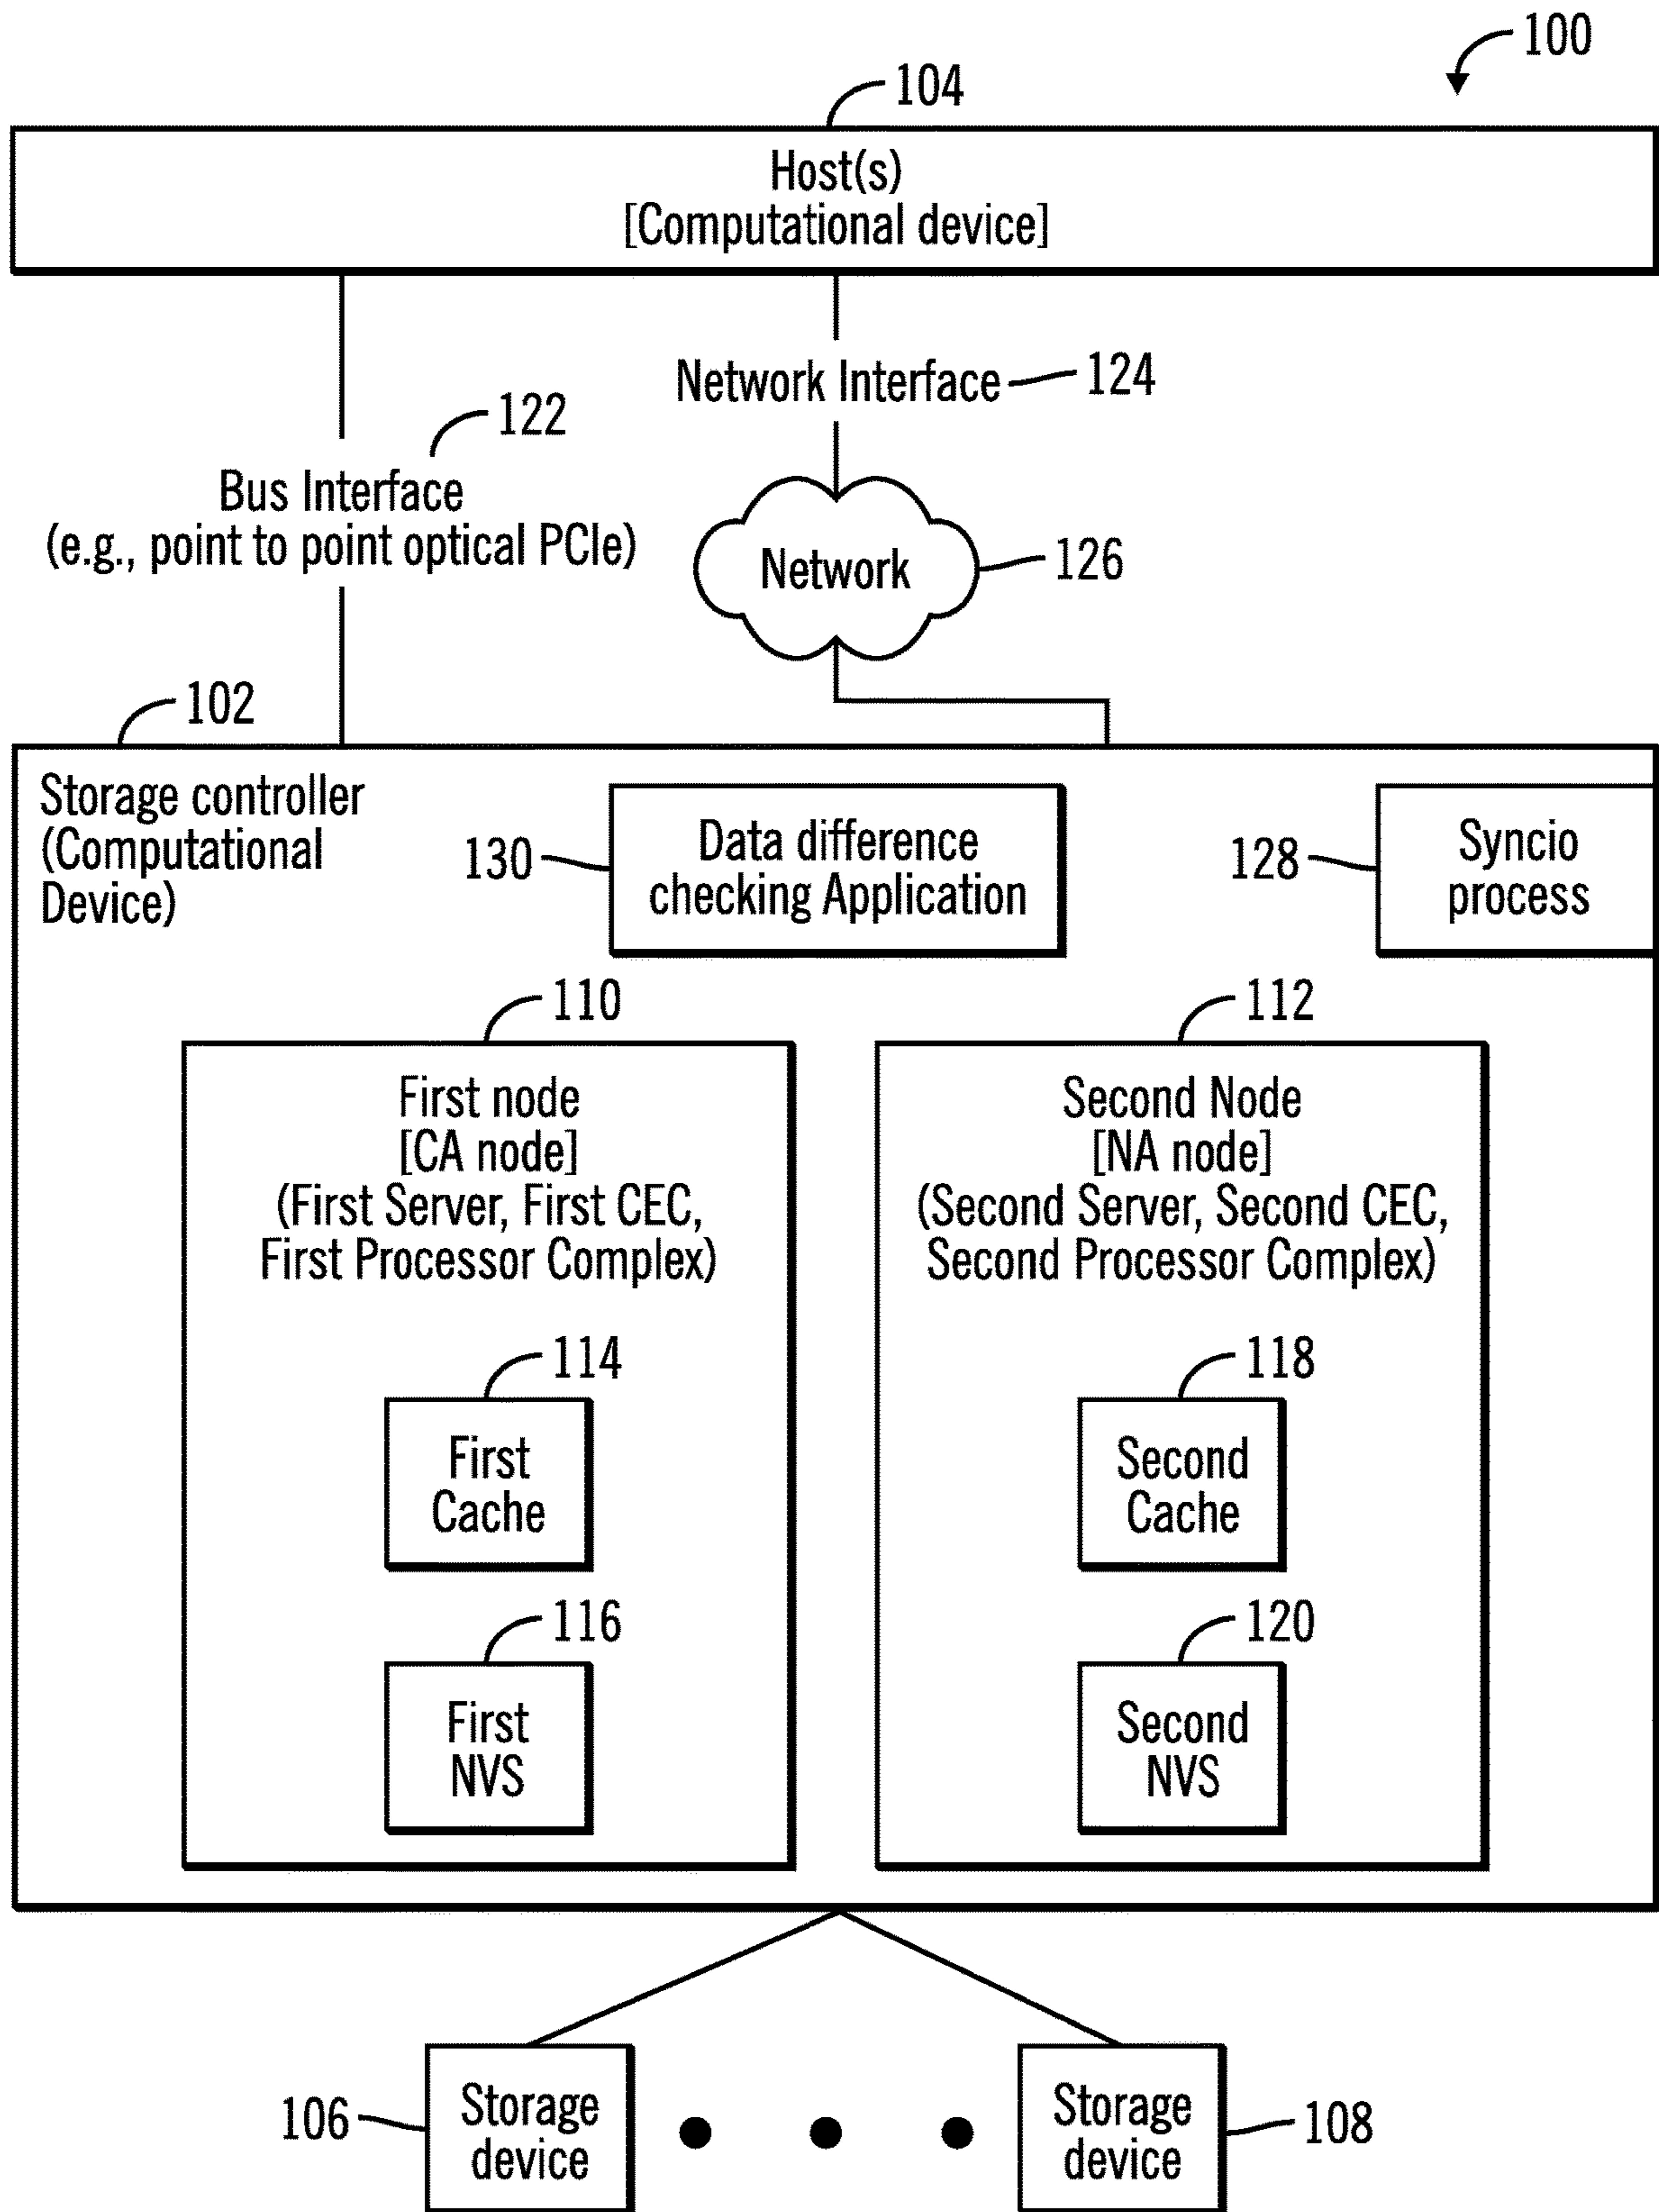 100
104
Host(s)
[Computational device]
Network Interface 124
122
Bus Interface
(e.g., point to point optical PCIe)
Network 126
102
Storage controller
(Computational
Device)
130 Data difference
checking Application
128 Syncio
process
110
First node
[CA node]
(First Server, First CEC,
First Processor Complex)
114
First
Cache
116
First
NVS
112
Second Node
[NA node]
(Second Server, Second CEC,
Second Processor Complex)
118
Second
Cache
120
Second
NVS
106 Storage
device
Storage 108
device